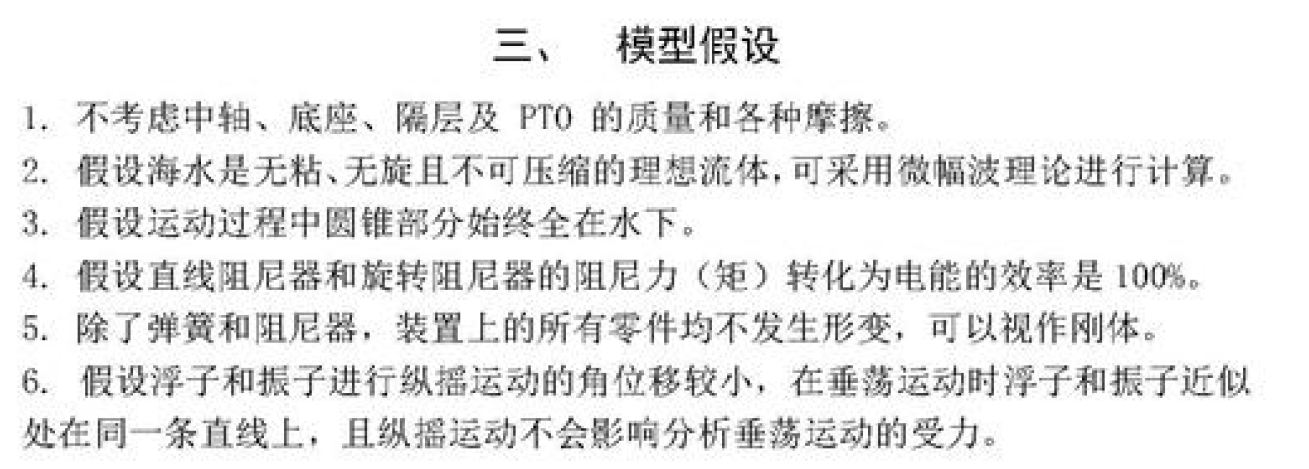 三、 模型假设
1. 不考虑中轴、底座、隔层及 PTO 的质量和各种摩擦。
2. 假设海水是无粘、无旋且不可压缩的理想流体,可采用微幅波理论进行计算。
3. 假设运动过程中圆锥部分始终全在水下。
4. 假设直线阻尼器和旋转阻尼器的阻尼力（矩）转化为电能的效率是 100%。
5. 除了弹簧和阻尼器，装置上的所有零件均不发生形变，可以视作刚体。
6. 假设浮子和振子进行纵摇运动的角位移较小，在垂荡运动时浮子和振子近似
处在同一条直线上，且纵摇运动不会影响分析垂荡运动的受力。